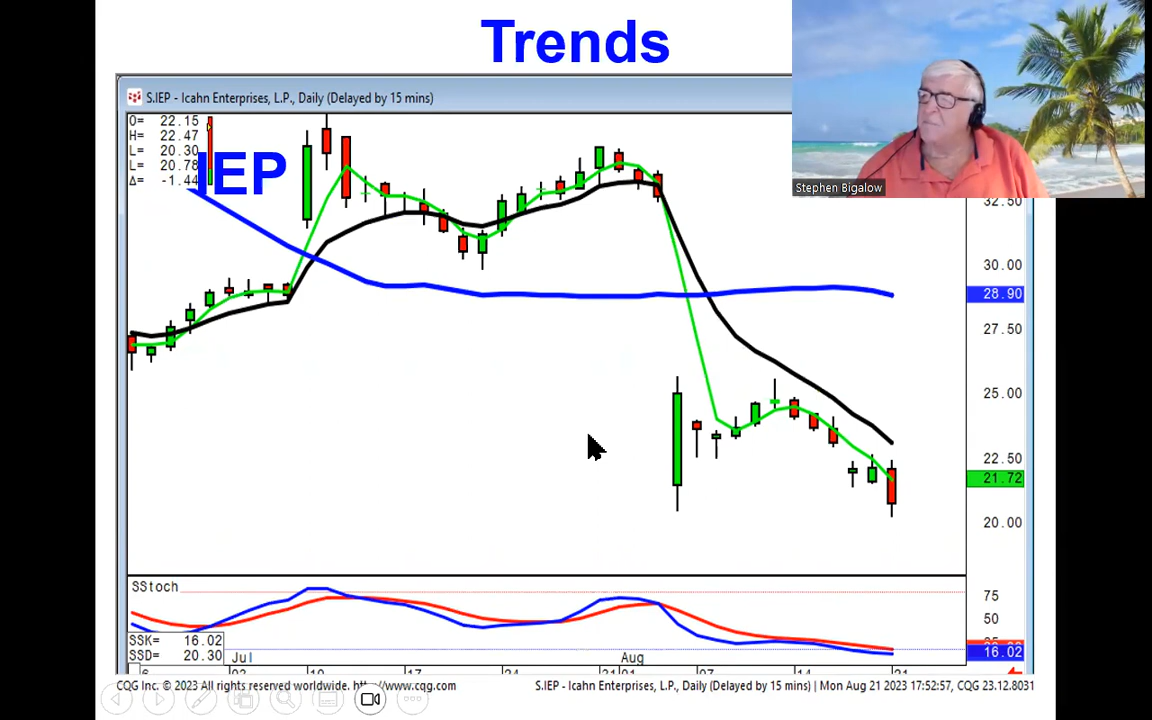 Trends
S.IEP - Icahn Enterprises, L.P., Daily (Delayed by 15 mins)
O= 22.15
H= 22.47
L= 20.30
L= 20.78
Δ= -1.44
IEP
Stephen Bigalow
32.50
30.00
28.90
27.50
25.00
22.50
21.72
20.00
SStoch
75
50
16.02
SSK= 16.02
SSD= 20.30
Jul
Aug
CQG Inc. © 2023 All rights reserved worldwide. http://www.cqg.com
S.IEP - Icahn Enterprises, L.P., Daily (Delayed by 15 mins) | Mon Aug 21 2023 17:52:57, CQG 23.12.8031